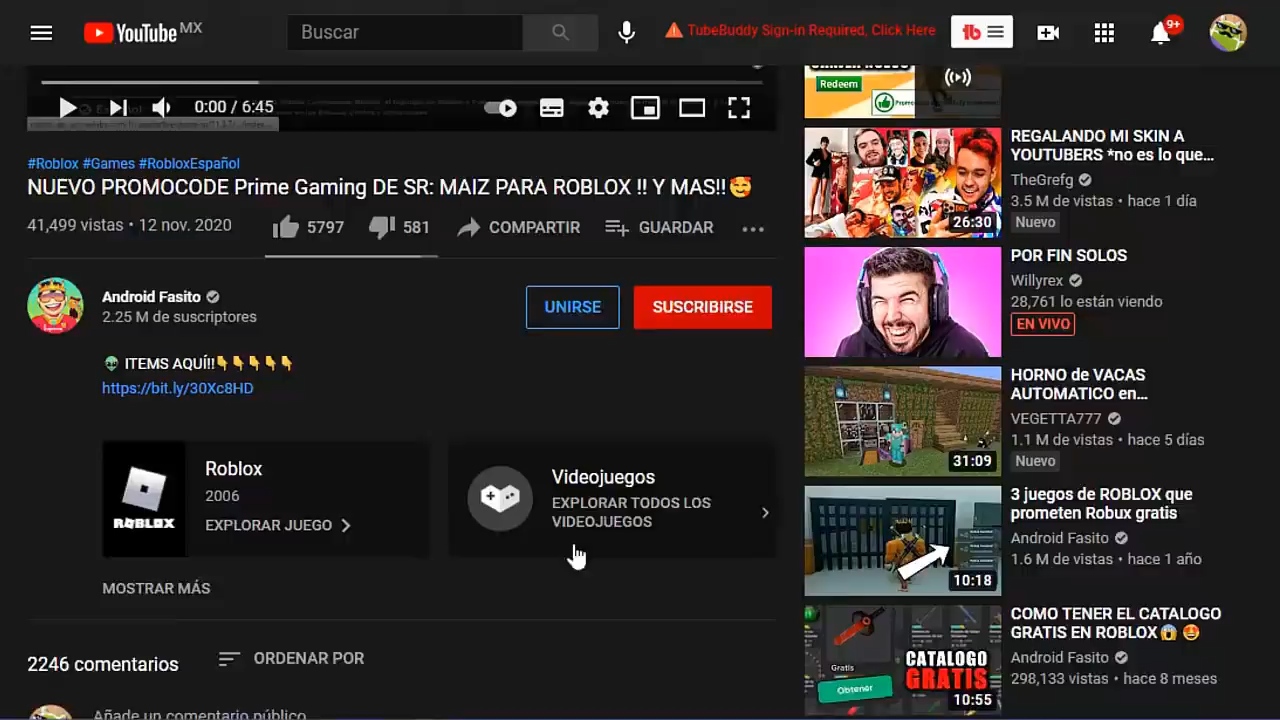 YouTube MX
Buscar
TubeBuddy Sign-in Required, Click Here
tb
9+
0:00 / 6:45
#Roblox #Games #RobloxEspañol
NUEVO PROMOCODE Prime Gaming DE SR: MAIZ PARA ROBLOX !! Y MAS!!🥰
41,499 vistas • 12 nov. 2020
5797
581
COMPARTIR
GUARDAR
Android Fasito
2.25 M de suscriptores
UNIRSE
SUSCRIBIRSE
👽 ITEMS AQUÍ!!👇👇👇👇👇
https://bit.ly/30Xc8HD
ROBLOX
Roblox
2006
EXPLORAR JUEGO
Videojuegos
EXPLORAR TODOS LOS
VIDEOJUEGOS
MOSTRAR MÁS
2246 comentarios
ORDENAR POR
Añade un comentario público
Redeem
REGALANDO MI SKIN A
YOUTUBERS *no es lo que...
TheGrefg
3.5 M de vistas • hace 1 día
Nuevo
26:30
POR FIN SOLOS
Willyrex
28,761 lo están viendo
EN VIVO
HORNO de VACAS
AUTOMATICO en...
VEGETTA777
1.1 M de vistas • hace 5 días
Nuevo
31:09
3 juegos de ROBLOX que
prometen Robux gratis
Android Fasito
1.6 M de vistas • hace 1 año
10:18
COMO TENER EL CATALOGO
GRATIS EN ROBLOX😱 🤩
Android Fasito
298,133 vistas • hace 8 meses
Gratis
Obtener
CATALOGO
GRATIS
10:55